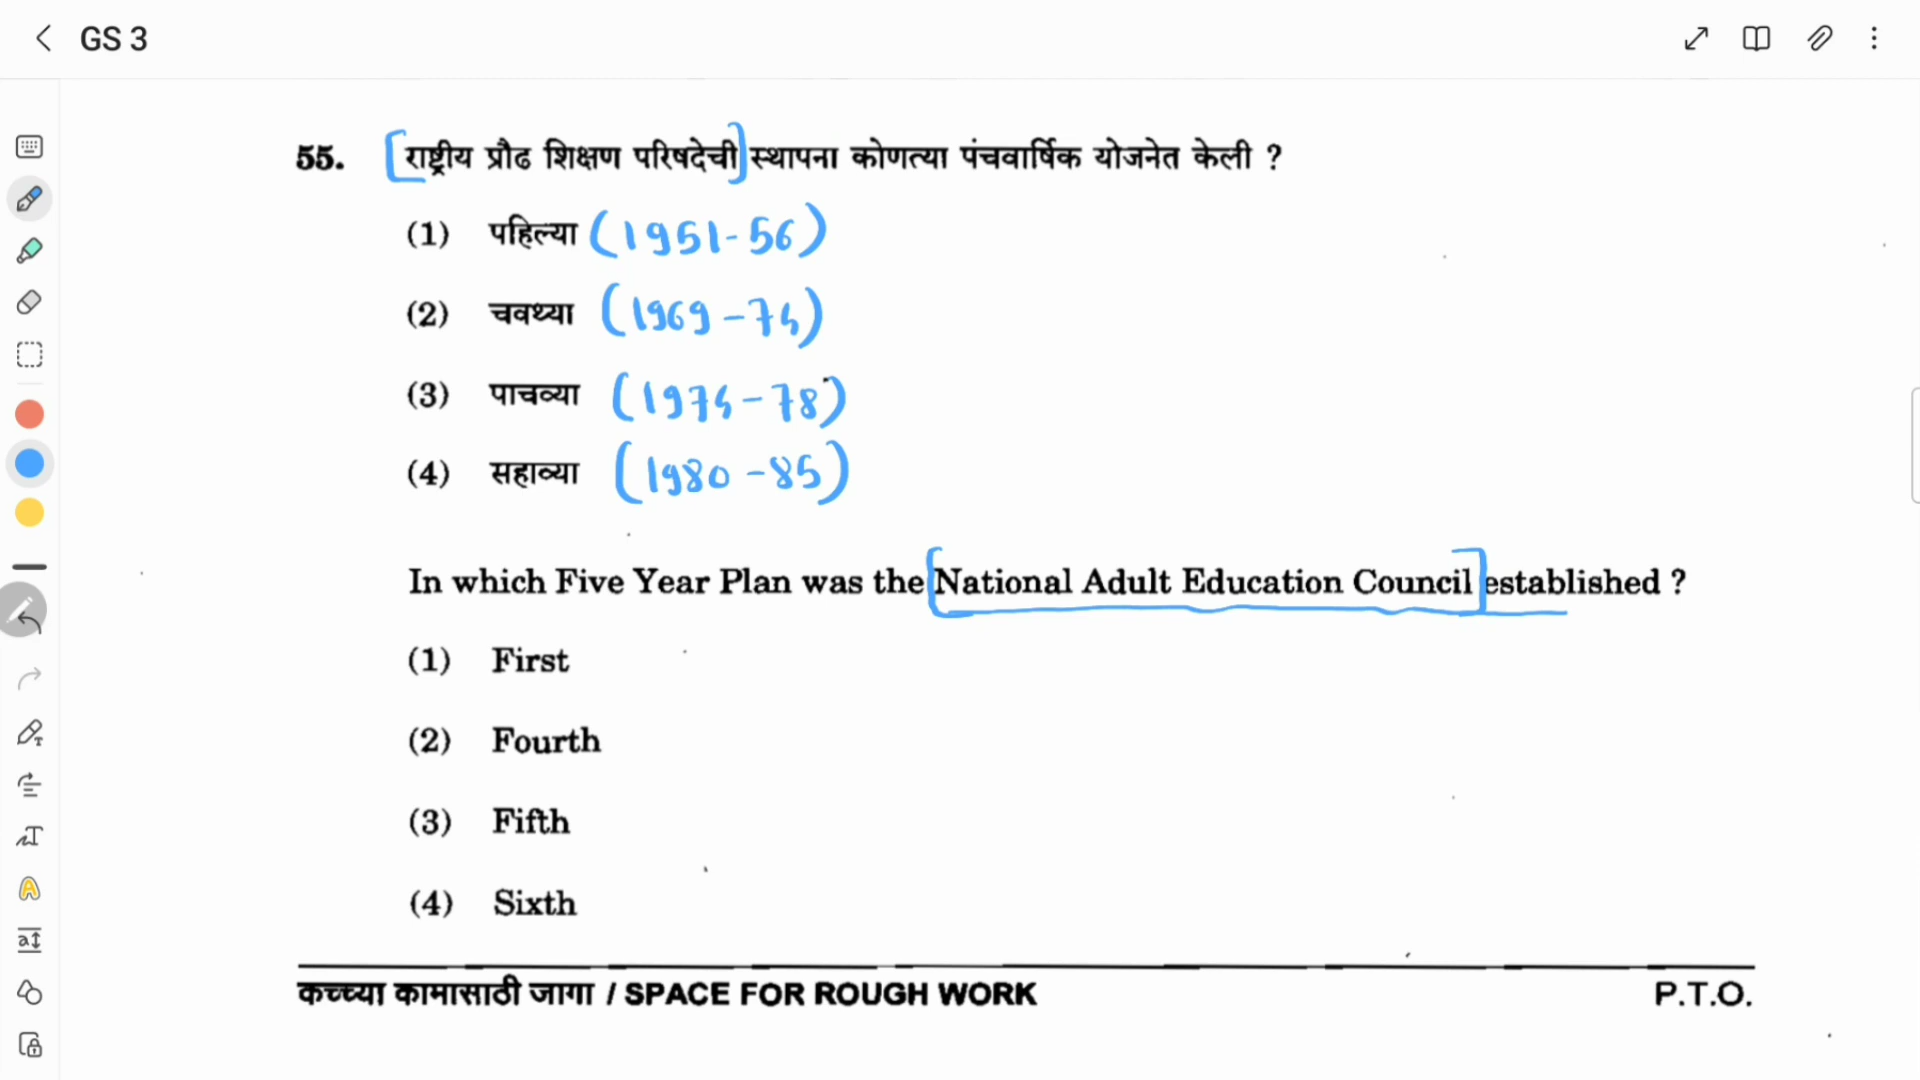 GS 3
55. [राष्ट्रीय प्रौढ शिक्षण परिषदेची] स्थापना कोणत्या पंचवार्षिक योजनेत केली ?
(1) पहिल्या (1951-56)
(2) चवथ्या (1969-74)
(3) पाचव्या (1974-78)
(4) सहाव्या (1980-85)
In which Five Year Plan was the [National Adult Education Council] established ?
(1) First
(2) Fourth
(3) Fifth
(4) Sixth
कच्च्या कामासाठी जागा / SPACE FOR ROUGH WORK P.T.O.